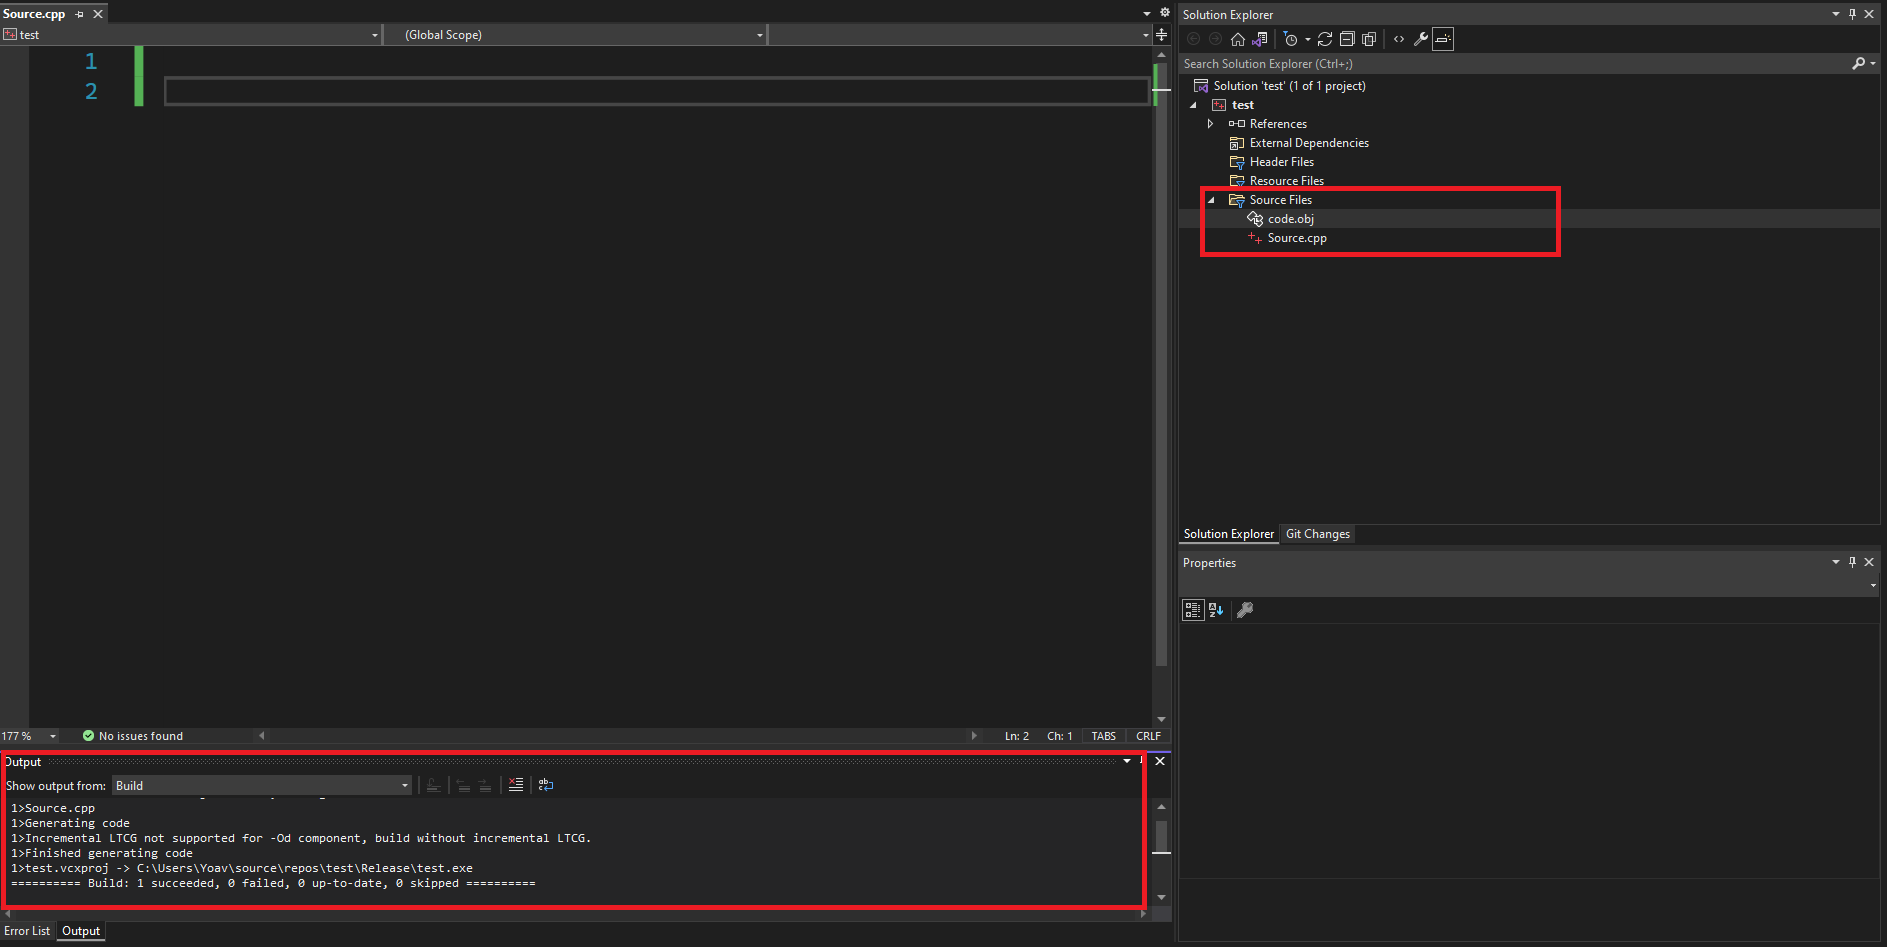 Source.cpp
test
(Global Scope)
1
2
177 %
No issues found
Ln: 2
Ch: 1
TABS
CRLF
Output
Show output from:
Build
1>Source.cpp
1>Generating code
1>Incremental LTCG not supported for -Od component, build without incremental LTCG.
1>Finished generating code
1>test.vcxproj -> C:\Users\Yoav\source\repos\test\Release\test.exe
========== Build: 1 succeeded, 0 failed, 0 up-to-date, 0 skipped ==========
Error List
Output
Solution Explorer
Search Solution Explorer (Ctrl+;)
Solution 'test' (1 of 1 project)
test
References
External Dependencies
Header Files
Resource Files
Source Files
code.obj
Source.cpp
Solution Explorer
Git Changes
Properties